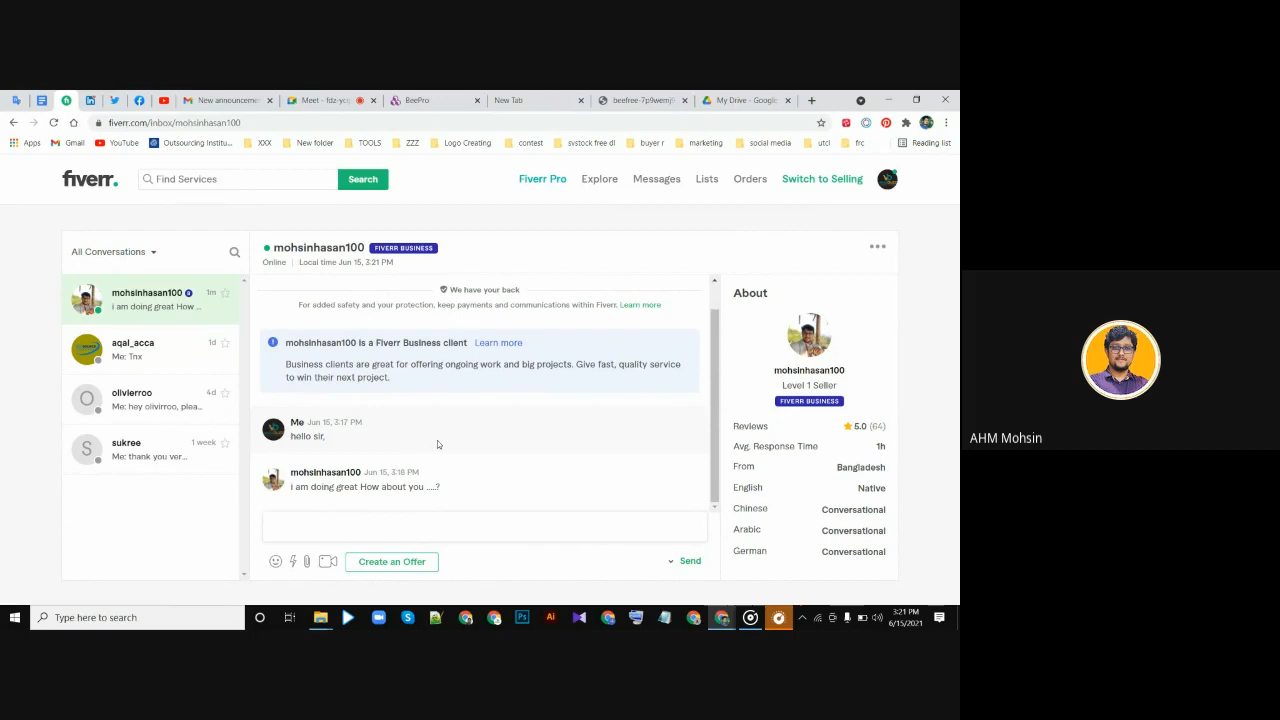 New announcemen
Meet - fdz-ycq
BeePro
New Tab
beefree-7p9wemj
My Drive - Google
fiverr.com/inbox/mohsinhasan100
Apps
Gmail
YouTube
Outsourcing Institu...
XXX
New folder
TOOLS
ZZZ
Logo Creating
contest
svstock free dl
buyer r
marketing
social media
utcl
frc
Reading list
fiverr.
Find Services
Search
Fiverr Pro
Explore
Messages
Lists
Orders
Switch to Selling
All Conversations
mohsinhasan100
1m
i am doing great How ..
aqal_acca
1d
Me: Tnx
O
olivierroo
4d
Me: hey olivirroo, plea...
S
sukree
1 week
Me: thank you ver...
mohsinhasan100 FIVERR BUSINESS
Online | Local time Jun 15, 3:21 PM
We have your back
For added safety and your protection, keep payments and communications within Fiverr. Learn more
mohsinhasan100 is a Fiverr Business client Learn more
Business clients are great for offering ongoing work and big projects. Give fast, quality service
to win their next project.
Me Jun 15, 3:17 PM
hello sir,
mohsinhasan100 Jun 15, 3:18 PM
i am doing great How about you .....?
Create an Offer
Send
About
mohsinhasan100
Level 1 Seller
FIVERR BUSINESS
Reviews 5.0 (64)
Avg. Response Time 1h
From Bangladesh
English Native
Chinese Conversational
Arabic Conversational
German Conversational
AHM Mohsin
Type here to search
Ps
Ai
3:21 PM
6/15/2021